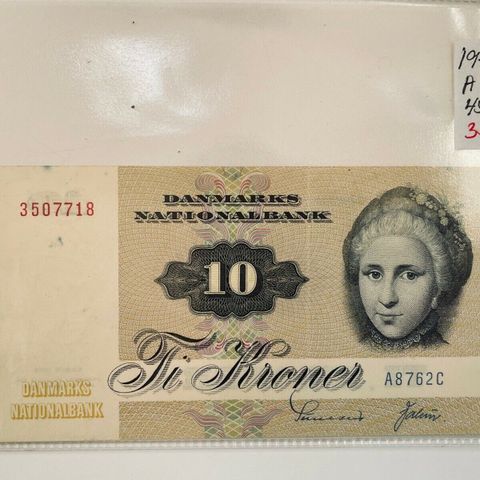 A
3507718
DANMARKS
NATIONALBANK
10
Ti Kroner
A8762C
DANMARKS
NATIONALBANK